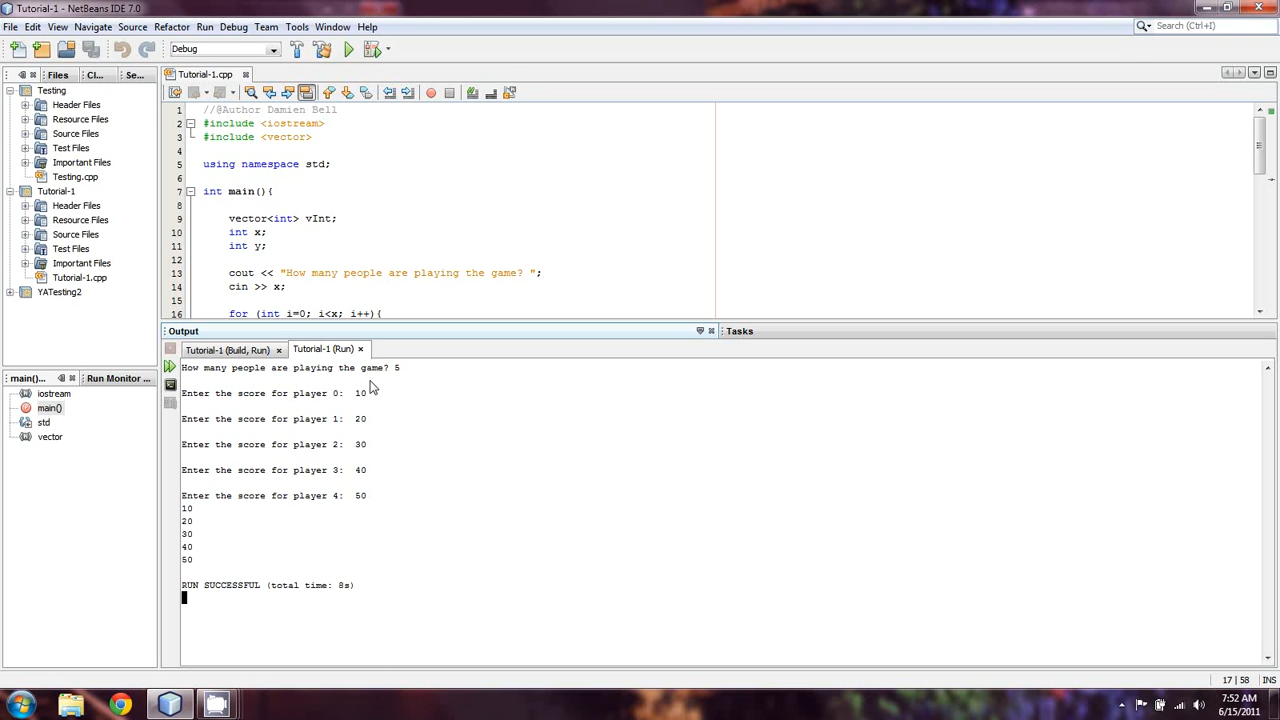 Tutorial-1 - NetBeans IDE 7.0
File Edit View Navigate Source Refactor Run Debug Team Tools Window Help
Search (Ctrl+I)
Debug
Files Cl... Se...
Tutorial-1.cpp
Testing
Header Files
Resource Files
Source Files
Test Files
Important Files
Testing.cpp
Tutorial-1
Header Files
Resource Files
Source Files
Test Files
Important Files
Tutorial-1.cpp
YATesting2
1 //@Author Damien Bell
2 #include <iostream>
3 #include <vector>
4
5 using namespace std;
6
7 int main(){
8
9 vector<int> vInt;
10 int x;
11 int y;
12
13 cout << "How many people are playing the game? ";
14 cin >> x;
15
16 for (int i=0; i<x; i++){
main()... Run Monitor ...
iostream
main()
std
vector
Output Tasks
Tutorial-1 (Build, Run) Tutorial-1 (Run)
How many people are playing the game? 5
Enter the score for player 0: 10
Enter the score for player 1: 20
Enter the score for player 2: 30
Enter the score for player 3: 40
Enter the score for player 4: 50
10
20
30
40
50
RUN SUCCESSFUL (total time: 8s)
17 | 58 INS
7:52 AM
6/15/2011